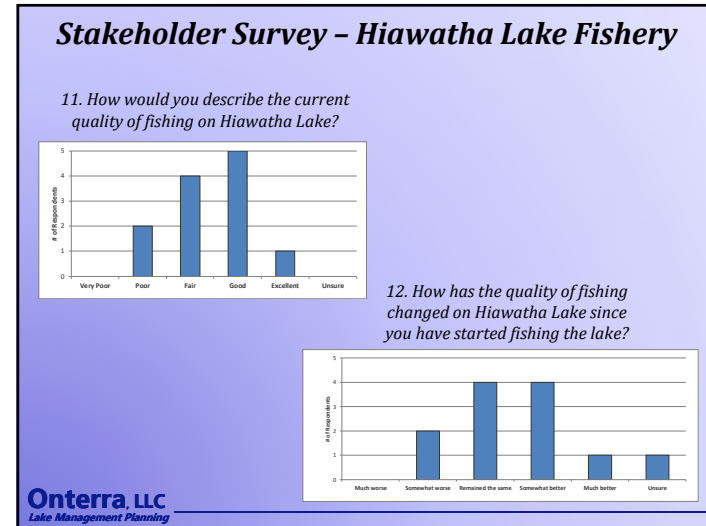 Stakeholder Survey – Hiawatha Lake Fishery
11. How would you describe the current
quality of fishing on Hiawatha Lake?
# of Respondents
5
4
3
2
1
0
Very Poor Poor Fair Good Excellent Unsure
12. How has the quality of fishing
changed on Hiawatha Lake since
you have started fishing the lake?
# of Respondents
5
4
3
2
1
0
Much worse Somewhat worse Remained the same Somewhat better Much better Unsure
Onterra, LLC
Lake Management Planning